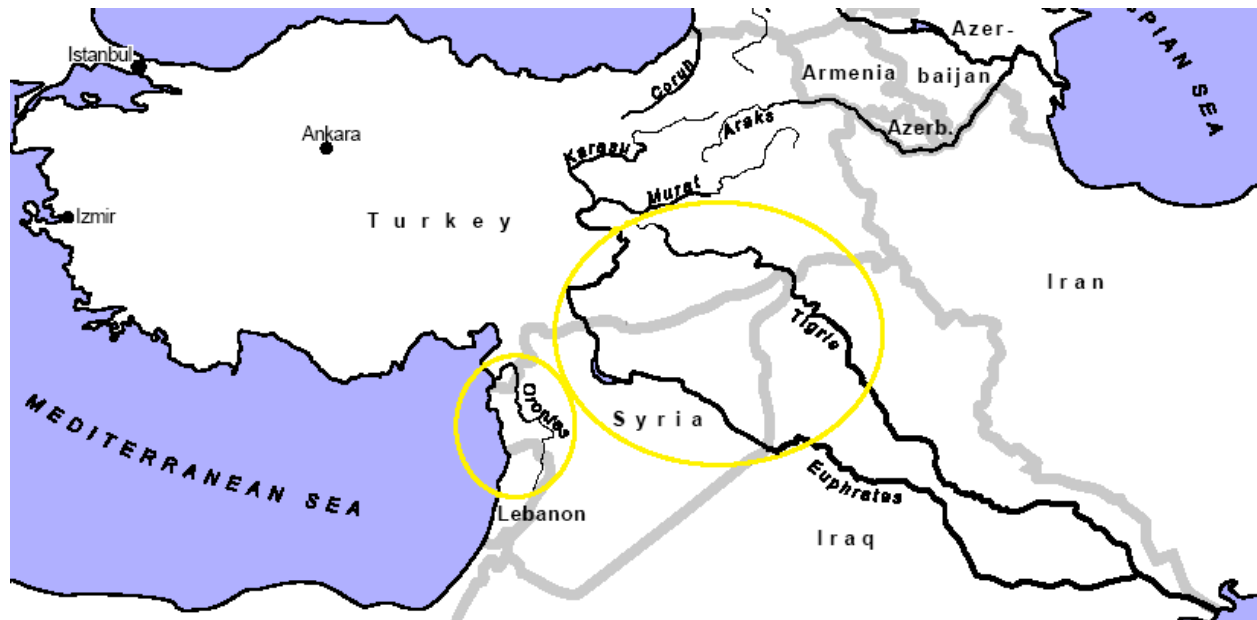 Istanbul
Ankara
Izmir
Turkey
MEDITERRANEAN SEA
Coruh
Karasu
Murat
Araks
Armenia
Azer-
baijan
Azerb.
PIAN SEA
Iran
Tigris
Syria
Orontes
Lebanon
Euphrates
Iraq